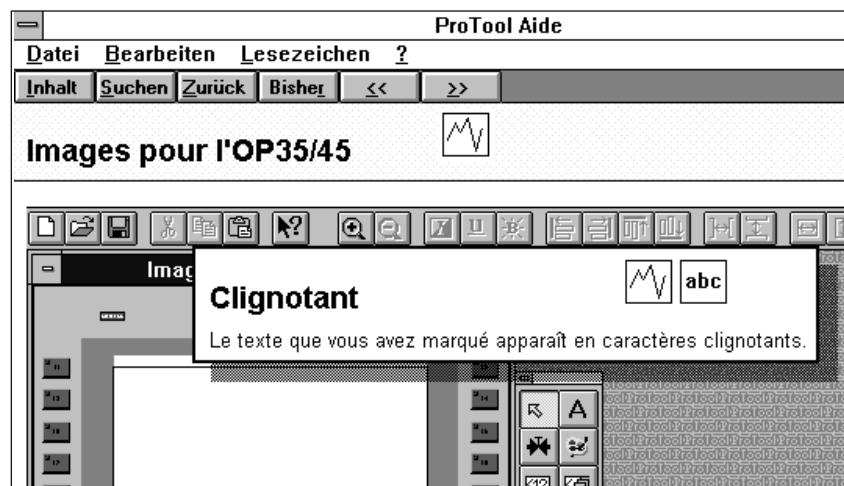 ProTool Aide
Datei Bearbeiten Lesezeichen ?
Inhalt Suchen Zurück Bisher << >>
Images pour l'OP35/45
Imag
Clignotant
abc
Le texte que vous avez marqué apparaît en caractères clignotants.
A